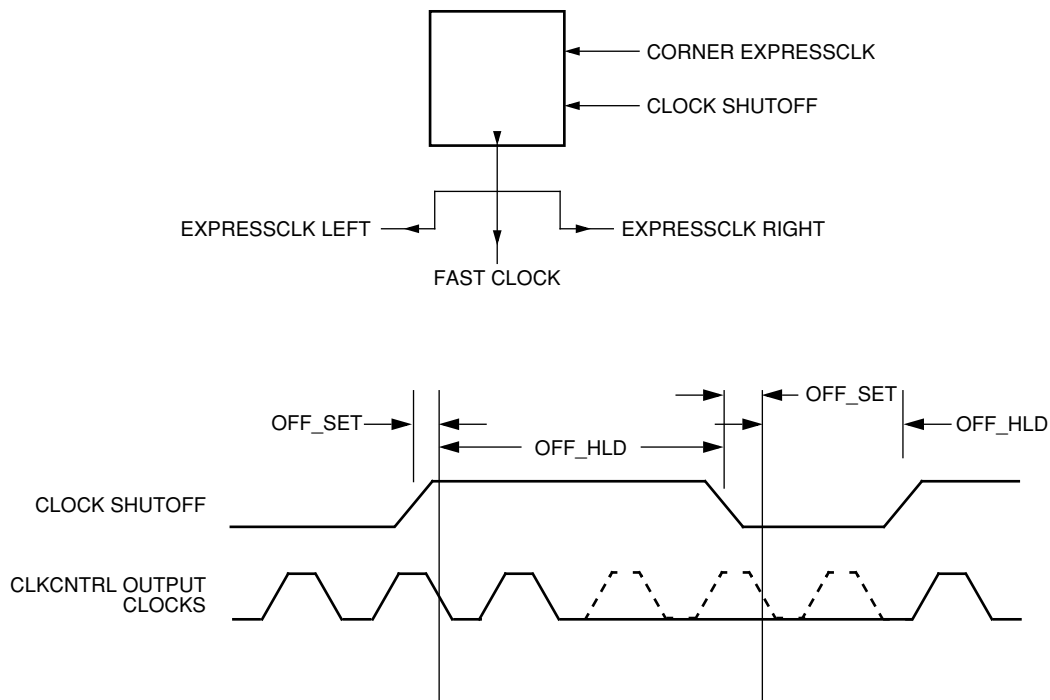 CORNER EXPRESSCLK
CLOCK SHUTOFF
EXPRESSCLK LEFT
EXPRESSCLK RIGHT
FAST CLOCK
OFF_SET
OFF_SET
OFF_HLD
OFF_HLD
CLOCK SHUTOFF
CLKCNTRL OUTPUT
CLOCKS